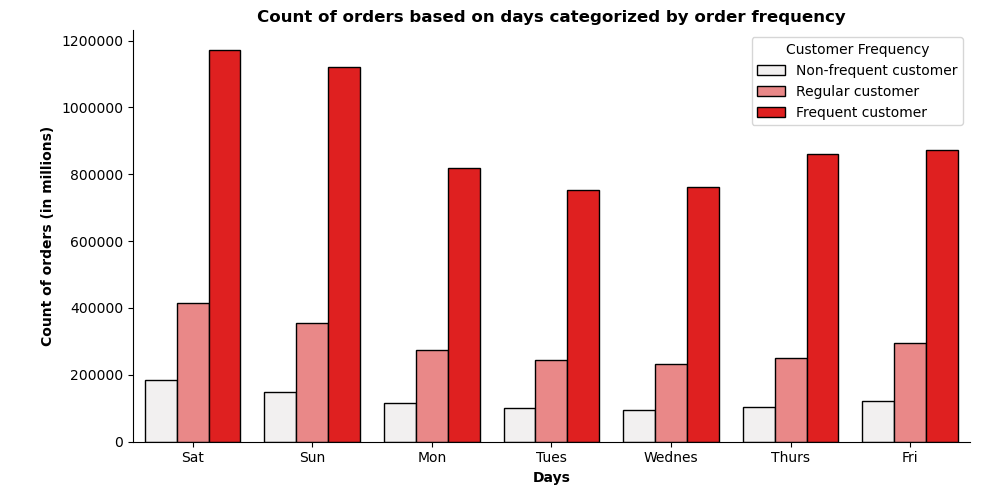 Count of orders based on days categorized by order frequency
Customer Frequency
Non-frequent customer
Regular customer
Frequent customer
Count of orders (in millions)
1200000
1000000
800000
600000
400000
200000
0
Sat Sun Mon Tues Wednes Thurs Fri
Days